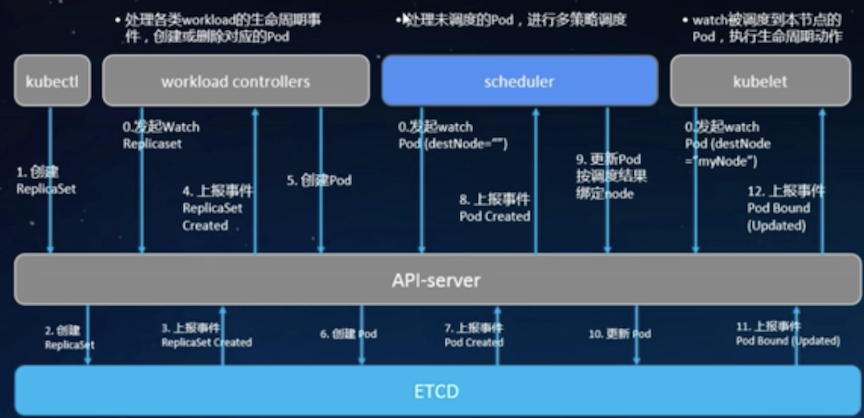 • 处理各类workload的生命周期事
件，创建或删除对应的Pod
• 处理未调度的Pod，进行多策略调度
• watch被调度到本节点的
Pod，执行生命周期动作
kubectl
workload controllers
scheduler
kubelet
0.发起Watch
Replicaset
0.发起watch
Pod (destNode="")
0.发起watch
Pod (destNode
="myNode")
1. 创建
ReplicaSet
4. 上报事件
ReplicaSet
Created
5. 创建Pod
8. 上报事件
Pod Created
9. 更新Pod
按调度结果
绑定node
12. 上报事件
Pod Bound
(Updated)
API-server
2. 创建
ReplicaSet
3. 上报事件
ReplicaSet Created
6. 创建 Pod
7. 上报事件
Pod Created
10. 更新 Pod
11. 上报事件
Pod Bound (Updated)
ETCD